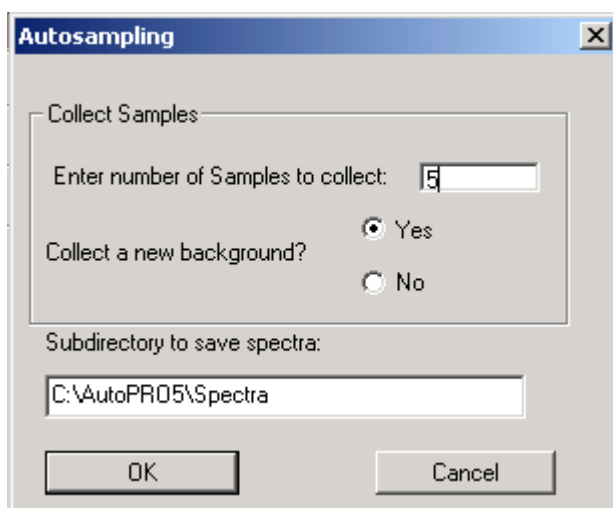 Autosampling
Collect Samples
Enter number of Samples to collect: 5
Collect a new background?
Yes
No
Subdirectory to save spectra:
C:\AutoPRO5\Spectra
OK Cancel